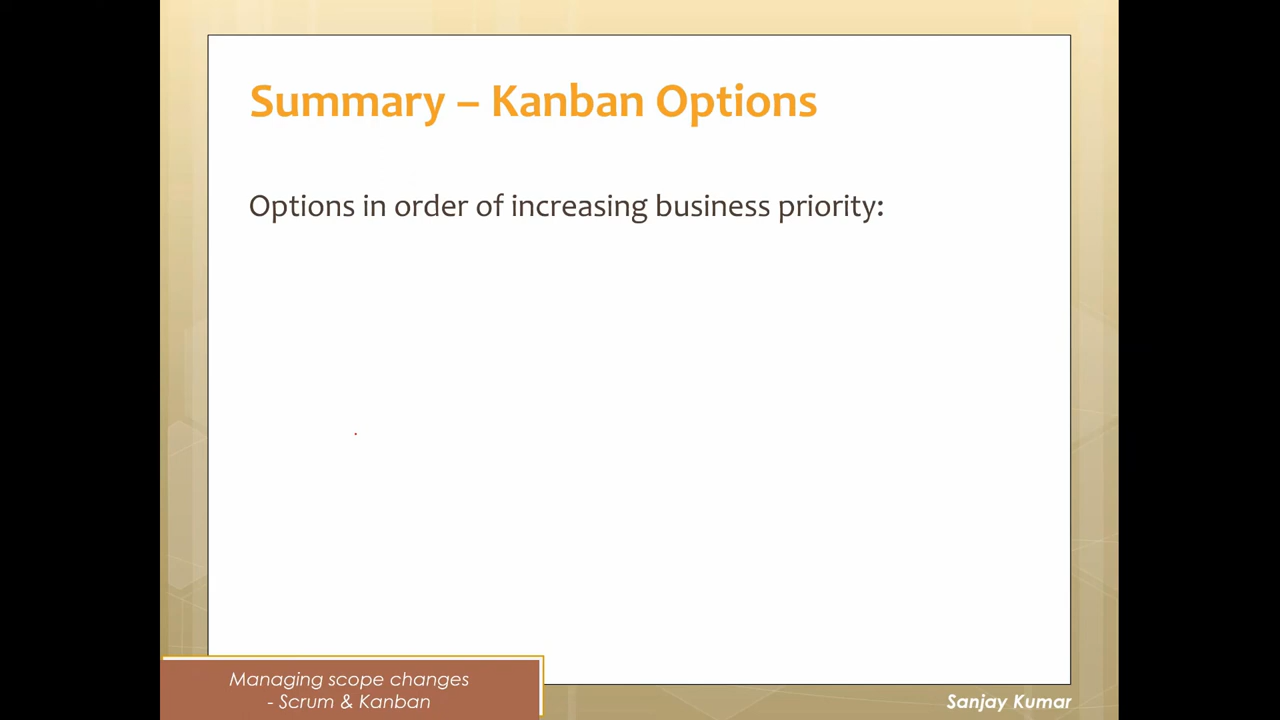 Summary – Kanban Options
Options in order of increasing business priority:
Managing scope changes
- Scrum & Kanban
Sanjay Kumar